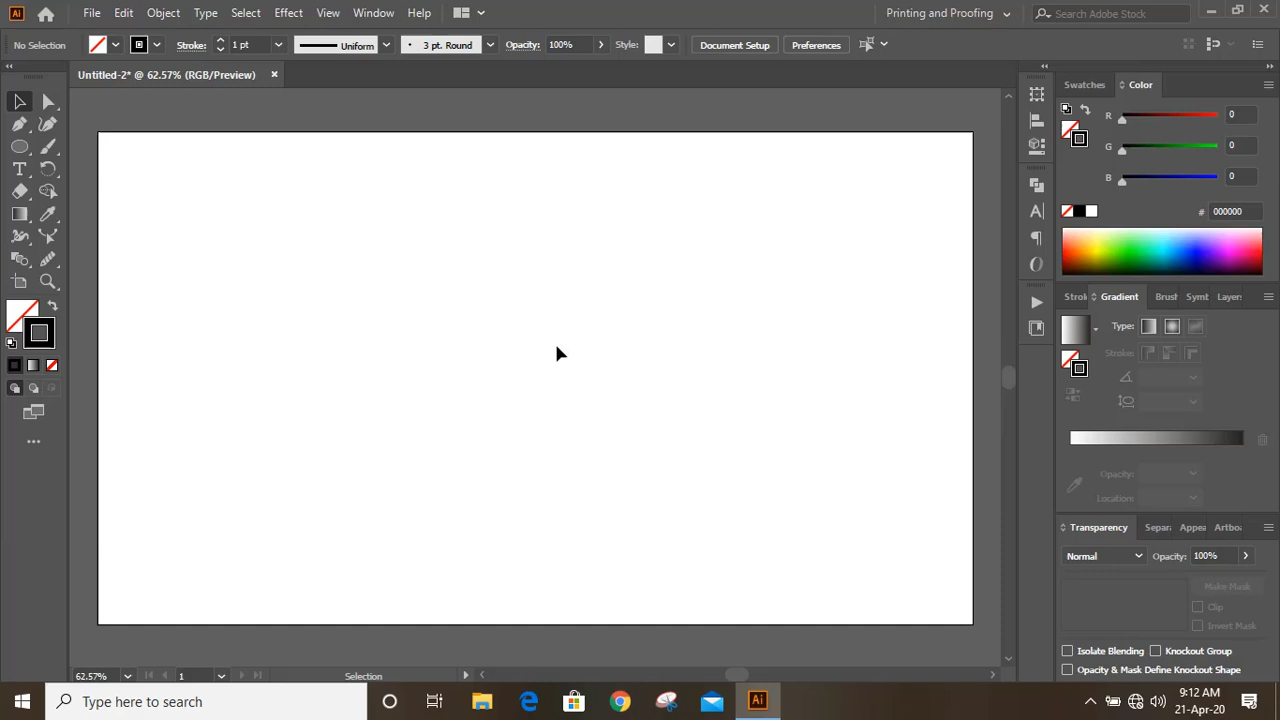 Ai File Edit Object Type Select Effect View Window Help Printing and Proofing Search Adobe Stock
No Selection Stroke: 1 pt Uniform 3 pt. Round Opacity: 100% Style: Document Setup Preferences
Untitled-2* @ 62.57% (RGB/Preview)
Swatches Color
R 0
G 0
B 0
# 000000
Strok Gradient Brush Symb Layers
Type:
Stroke:
Opacity:
Location:
Transparency Separ Appea Artboa
Normal Opacity: 100%
Make Mask
Clip
Invert Mask
Isolate Blending Knockout Group
Opacity & Mask Define Knockout Shape
62.57% 1 Selection
Type here to search Ai 9:12 AM
21-Apr-20